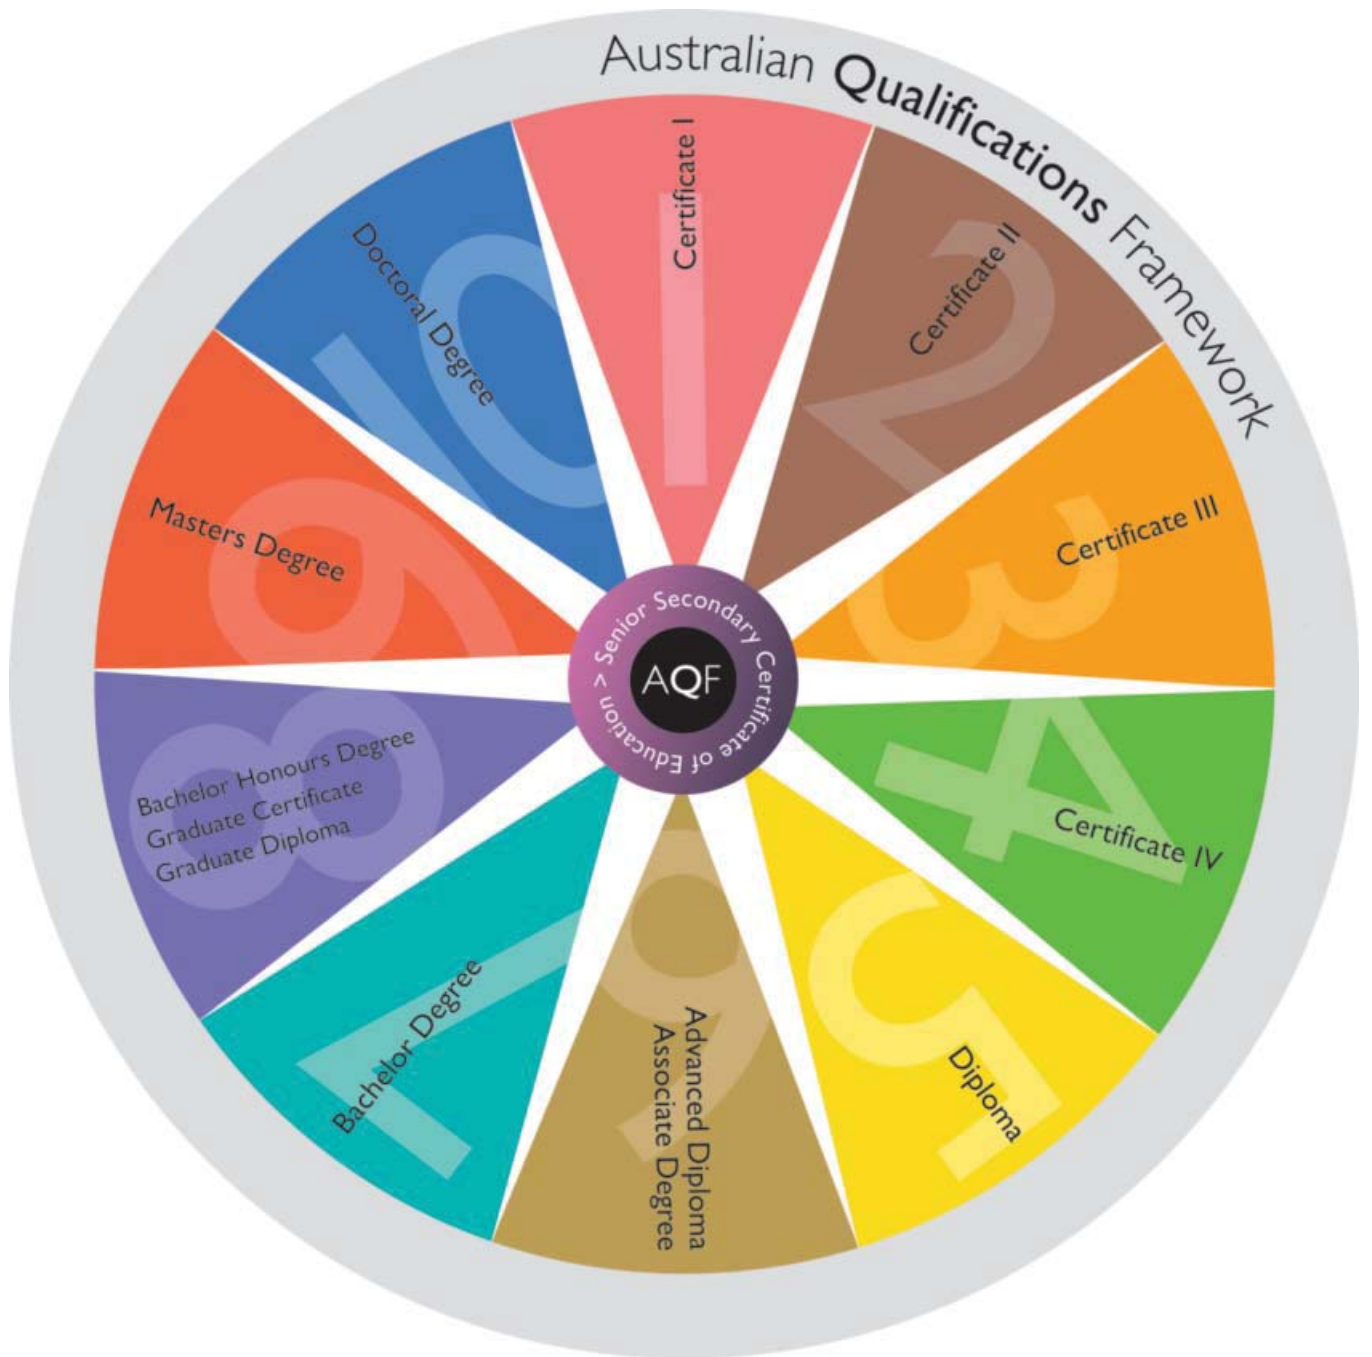 Australian Qualifications Framework
1
Certificate I
2
Certificate II
3
Certificate III
4
Certificate IV
5
Diploma
6
Advanced Diploma
Associate Degree
7
Bachelor Degree
8
Bachelor Honours Degree
Graduate Certificate
Graduate Diploma
9
Masters Degree
10
Doctoral Degree
< Senior Secondary Certificate of Education
AQF